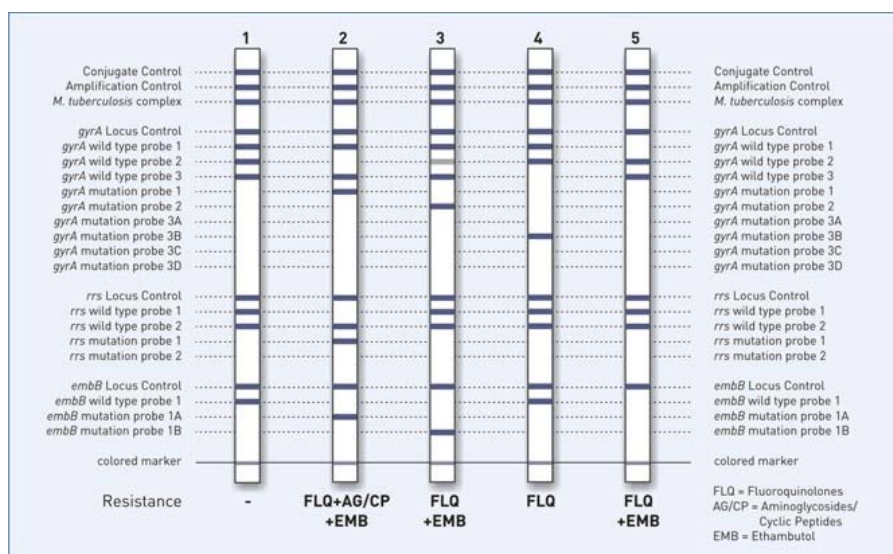 1 2 3 4 5
Conjugate Control Conjugate Control
Amplification Control Amplification Control
M. tuberculosis complex M. tuberculosis complex
gyrA Locus Control gyrA Locus Control
gyrA wild type probe 1 gyrA wild type probe 1
gyrA wild type probe 2 gyrA wild type probe 2
gyrA wild type probe 3 gyrA wild type probe 3
gyrA mutation probe 1 gyrA mutation probe 1
gyrA mutation probe 2 gyrA mutation probe 2
gyrA mutation probe 3A gyrA mutation probe 3A
gyrA mutation probe 3B gyrA mutation probe 3B
gyrA mutation probe 3C gyrA mutation probe 3C
gyrA mutation probe 3D gyrA mutation probe 3D
rrs Locus Control rrs Locus Control
rrs wild type probe 1 rrs wild type probe 1
rrs wild type probe 2 rrs wild type probe 2
rrs mutation probe 1 rrs mutation probe 1
rrs mutation probe 2 rrs mutation probe 2
embB Locus Control embB Locus Control
embB wild type probe 1 embB wild type probe 1
embB mutation probe 1A embB mutation probe 1A
embB mutation probe 1B embB mutation probe 1B
colored marker colored marker
Resistance - FLQ+AG/CP FLQ FLQ FLQ
+EMB +EMB +EMB
FLQ = Fluoroquinolones
AG/CP = Aminoglycosides/
Cyclic Peptides
EMB = Ethambutol